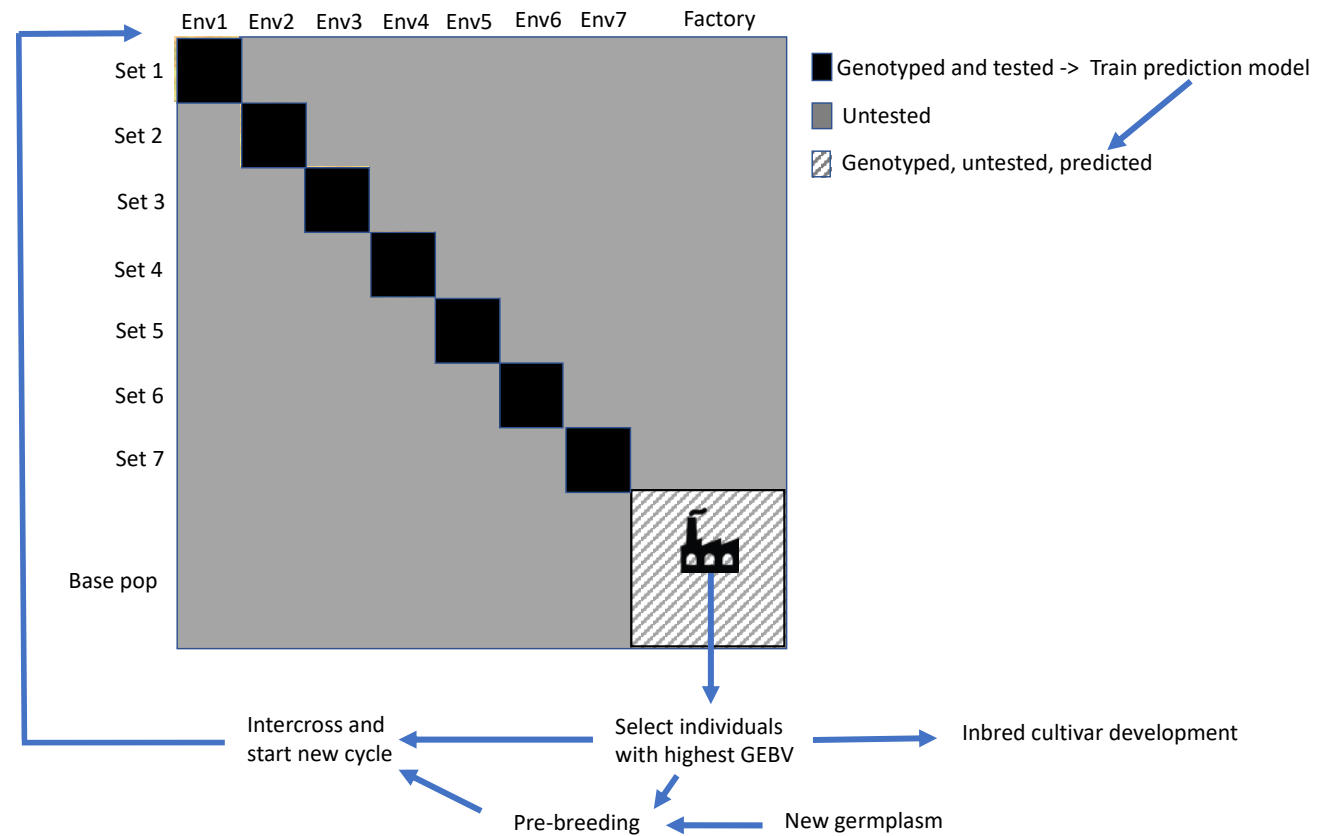 Env1 Env2 Env3 Env4 Env5 Env6 Env7 Factory
Set 1
Set 2
Set 3
Set 4
Set 5
Set 6
Set 7
Base pop
Genotyped and tested -> Train prediction model
Untested
Genotyped, untested, predicted
Intercross and
start new cycle
Select individuals
with highest GEBV
Inbred cultivar development
Pre-breeding
New germplasm